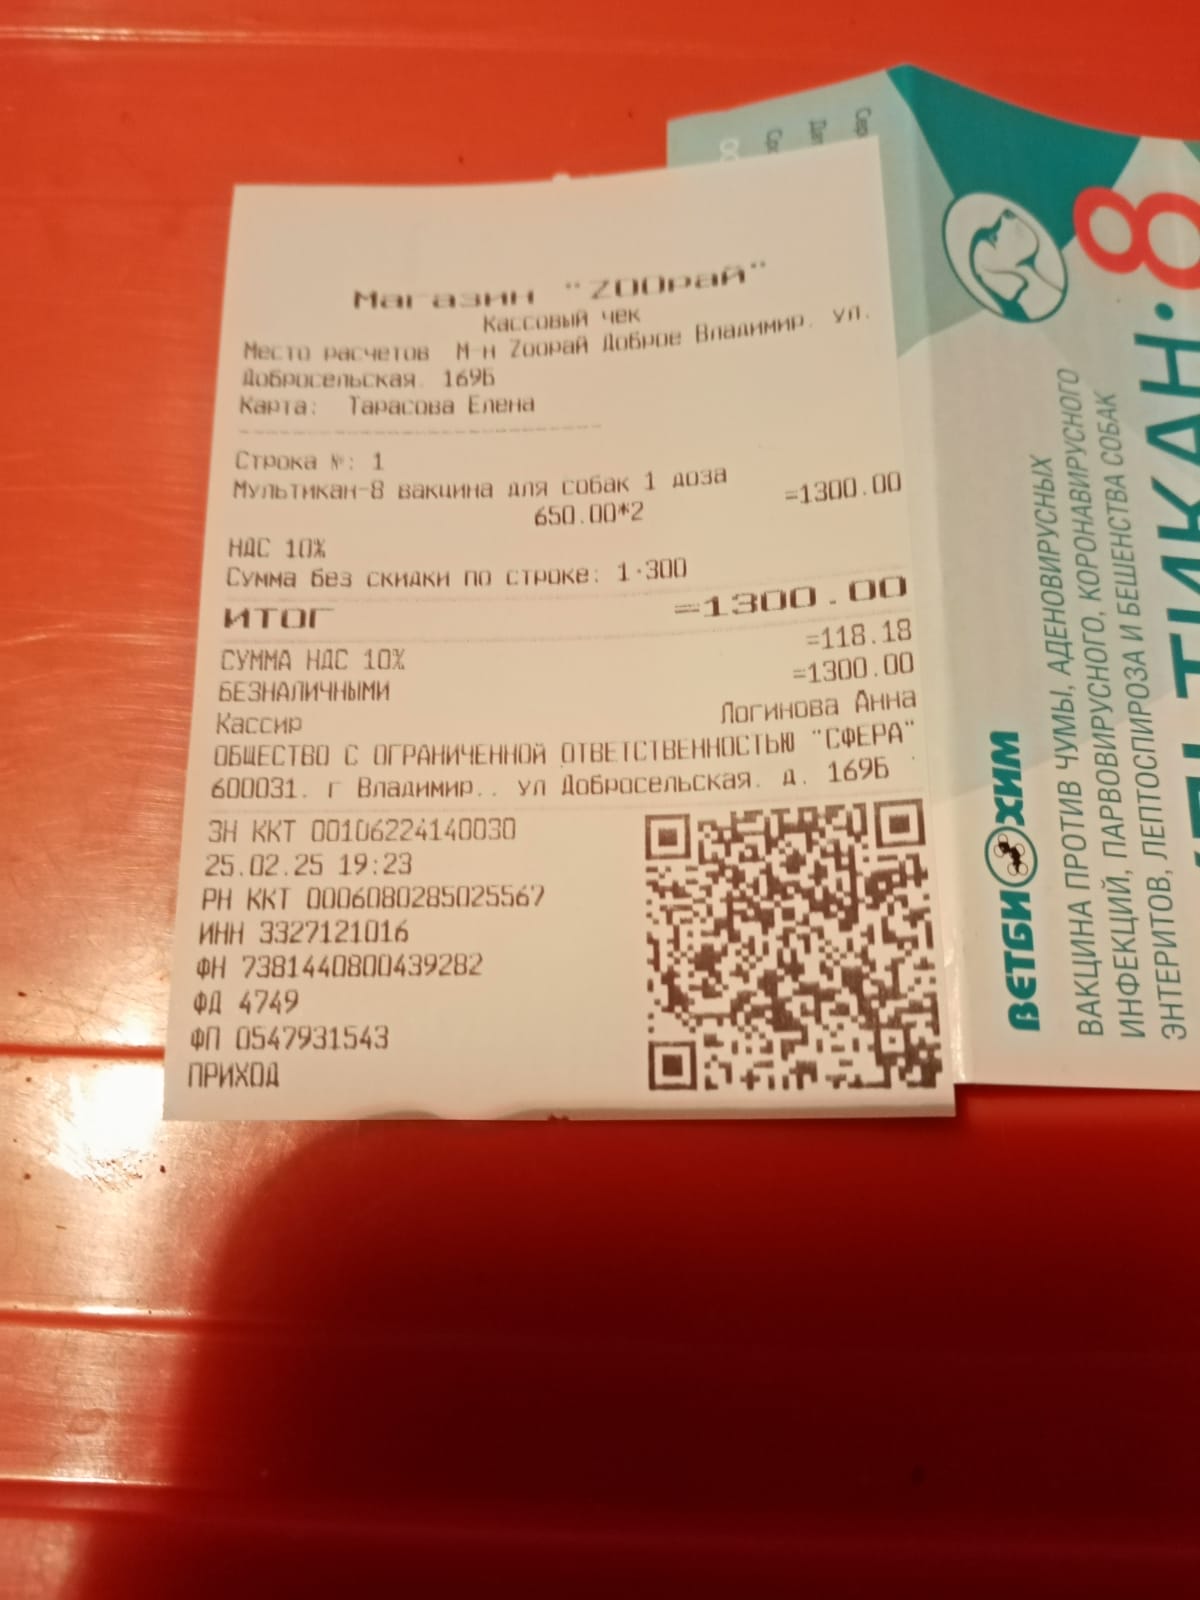 Магазин "ZOOрай"
Кассовый чек
Место расчетов М-н Zooрай Доброе Владимир. ул.
Добросельская. 169Б
Карта: Тарасова Елена
Строка №: 1
Мультикан-8 вакцина для собак 1 доза
650.00*2 =1300.00
НДС 10%
Сумма без скидки по строке: 1·300
ИТОГ =1300.00
СУММА НДС 10% =118.18
БЕЗНАЛИЧНЫМИ =1300.00
Кассир Логинова Анна
ОБЩЕСТВО С ОГРАНИЧЕННОЙ ОТВЕТСТВЕННОСТЬЮ "СФЕРА"
600031. г Владимир.. ул Добросельская. д. 169Б
ЗН ККТ 00106224140030
25.02.25 19:23
РН ККТ 0006080285025567
ИНН 3327121016
ФН 7381440800439282
ФД 4749
ФП 0547931543
ПРИХОД
ВЕТБИОХИМ
ВАКЦИНА ПРОТИВ ЧУМЫ, АДЕНОВИРУСНЫХ
ИНФЕКЦИЙ, ПАРВОВИРУСНОГО, КОРОНАВИРУСНОГО
ЭНТЕРИТОВ, ЛЕПТОСПИРОЗА И БЕШЕНСТВА СОБАК
ТИКАН·8